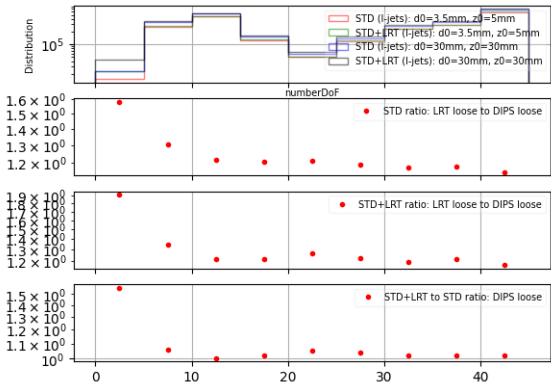 Distribution
10^5
STD (l-jets): d0=3.5mm, z0=5mm
STD+LRT (l-jets): d0=3.5mm, z0=5mm
STD (l-jets): d0=30mm, z0=30mm
STD+LRT (l-jets): d0=30mm, z0=30mm
numberDoF
1.6 × 10^0
1.5 × 10^0
1.4 × 10^0
1.3 × 10^0
1.2 × 10^0
STD ratio: LRT loose to DIPS loose
1.9 × 10^0
1.8 × 10^0
1.7 × 10^0
1.6 × 10^0
1.5 × 10^0
1.4 × 10^0
1.3 × 10^0
1.2 × 10^0
STD+LRT ratio: LRT loose to DIPS loose
1.5 × 10^0
1.4 × 10^0
1.3 × 10^0
1.2 × 10^0
1.1 × 10^0
10^0
STD+LRT to STD ratio: DIPS loose
0 10 20 30 40